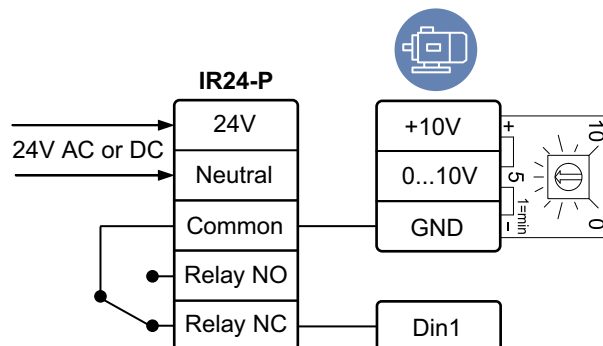 IR24-P
24V
24V AC or DC
Neutral
Common
Relay NO
Relay NC
+10V
0...10V
GND
Din1
+
5
1=min
-
10
0